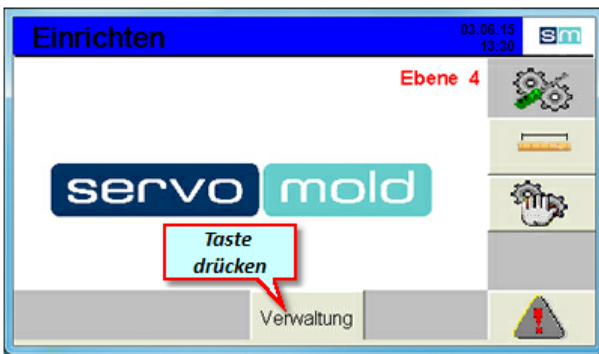 Einrichten
03.06.15
13:30
sm
Ebene 4
servo mold
Taste
drücken
Verwaltung